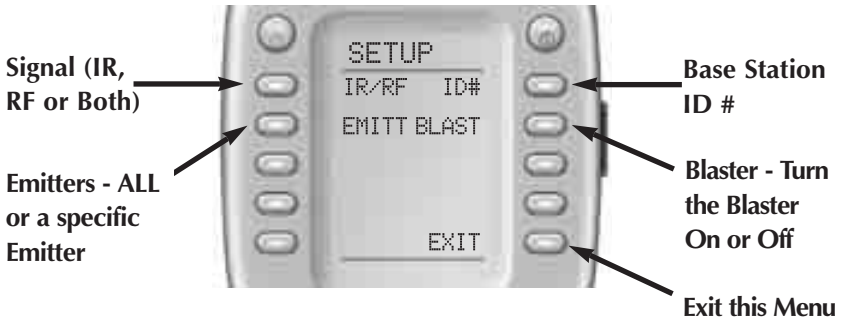 Signal (IR,
RF or Both)
Emitters - ALL
or a specific
Emitter
SETUP
IR/RF ID#
EMITT BLAST
EXIT
Base Station
ID #
Blaster - Turn
the Blaster
On or Off
Exit this Menu